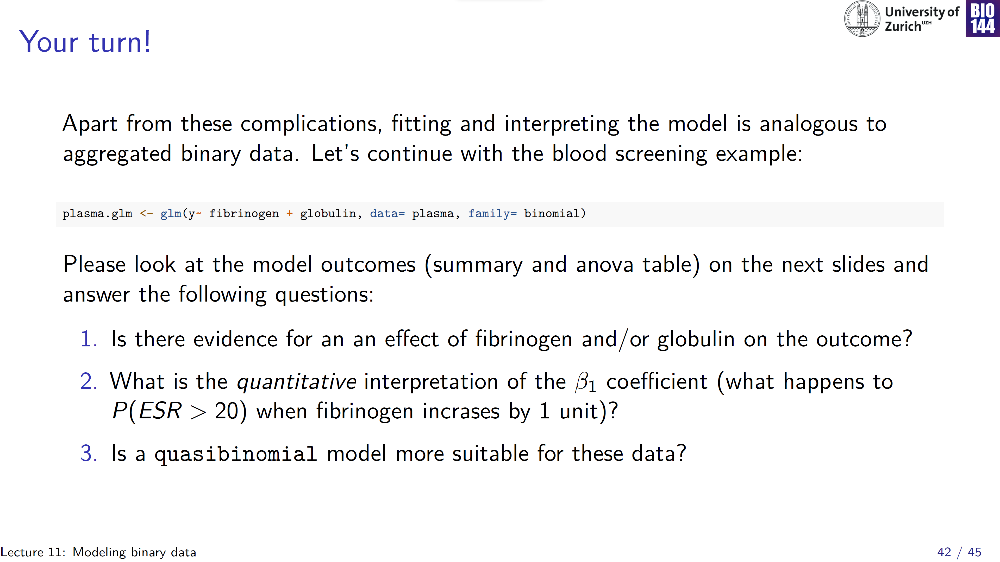 University of
Zurich UZH
BIO
144
Your turn!
Apart from these complications, fitting and interpreting the model is analogous to
aggregated binary data. Let's continue with the blood screening example:
plasma.glm <- glm(y~ fibrinogen + globulin, data= plasma, family= binomial)
Please look at the model outcomes (summary and anova table) on the next slides and
answer the following questions:
1. Is there evidence for an an effect of fibrinogen and/or globulin on the outcome?
2. What is the quantitative interpretation of the β₁ coefficient (what happens to
P(ESR > 20) when fibrinogen incrases by 1 unit)?
3. Is a quasibinomial model more suitable for these data?
Lecture 11: Modeling binary data
42 / 45